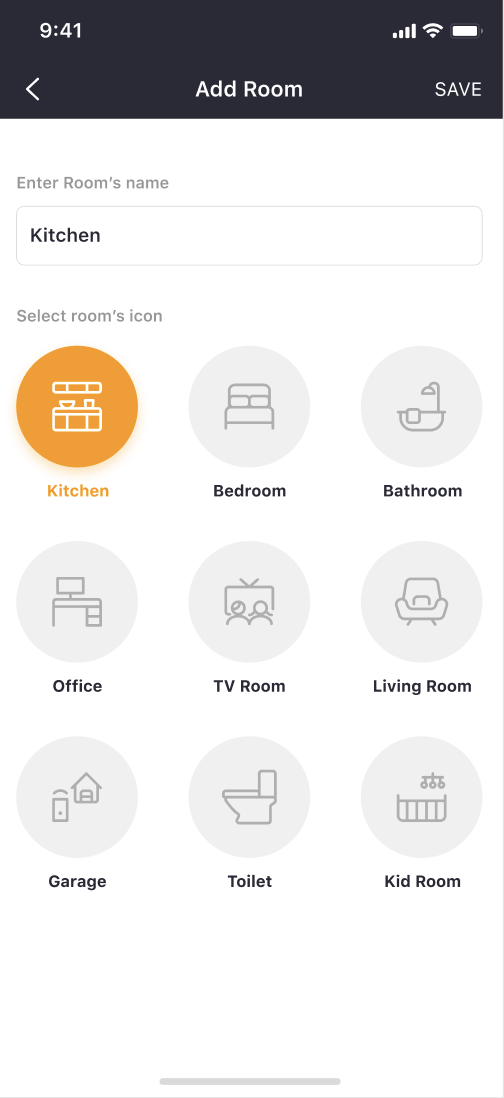 9:41
Add Room
SAVE
Enter Room's name
Kitchen
Select room's icon
Kitchen
Bedroom
Bathroom
Office
TV Room
Living Room
Garage
Toilet
Kid Room